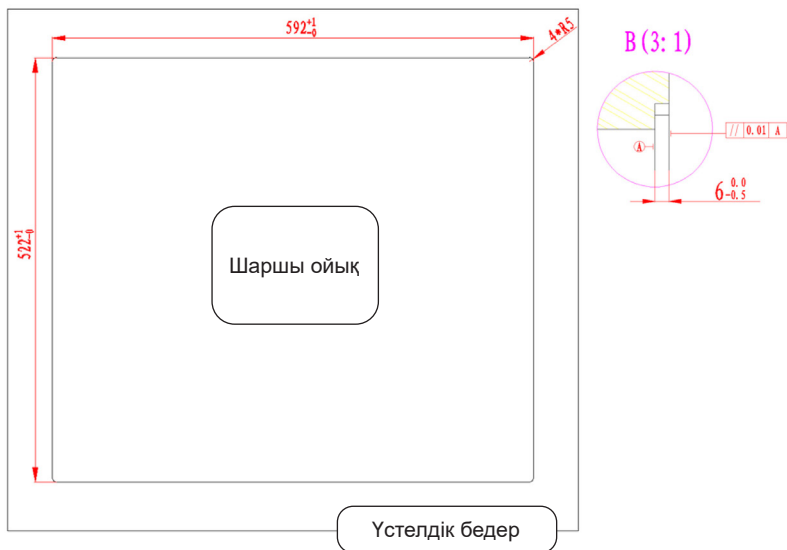 592 +1 -0
4*R5
B(3:1)
// 0.01 A
A
6 0.0 -0.5
522 +1 -0
Шаршы ойық
Үстелдік бедер